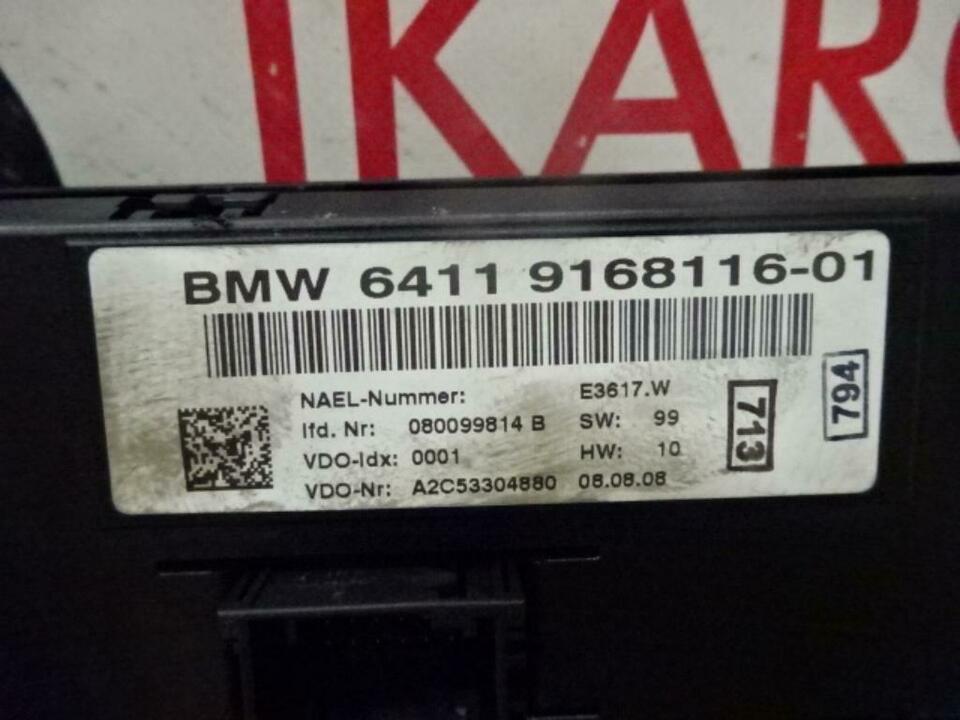 IKARO
BMW 6411 9168116-01
NAEL-Nummer: E3617.W
lfd. Nr: 080099814 B SW: 99
VDO-Idx: 0001 HW: 10
VDO-Nr: A2C53304880 08.08.08
713
794